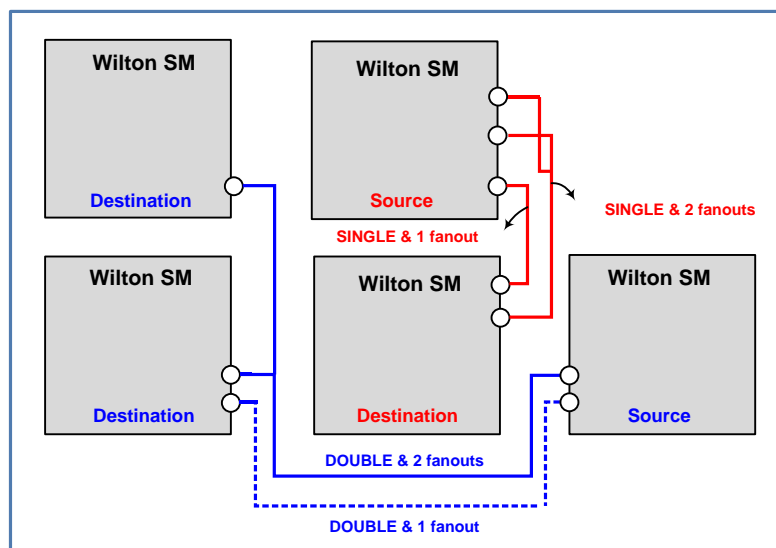 Wilton SM
Wilton SM
Destination
Source
SINGLE & 2 fanouts
SINGLE & 1 fanout
Wilton SM
Wilton SM
Wilton SM
Destination
Destination
Source
DOUBLE & 2 fanouts
DOUBLE & 1 fanout